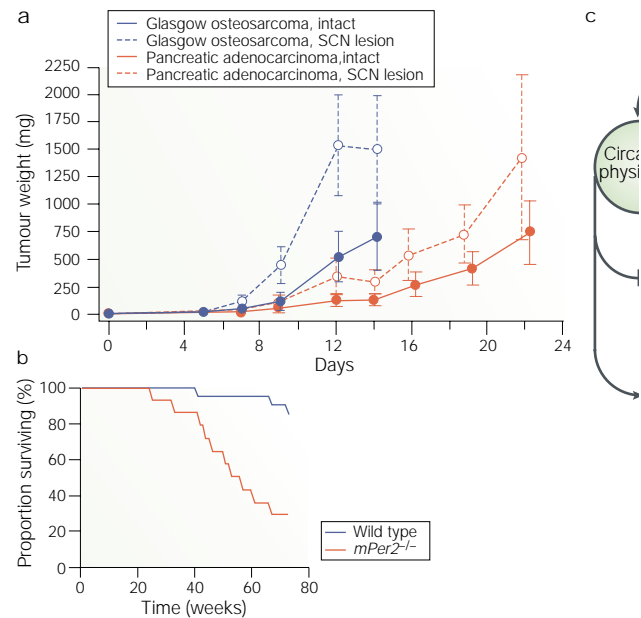 a
c
Glasgow osteosarcoma, intact
Glasgow osteosarcoma, SCN lesion
Pancreatic adenocarcinoma,intact
Pancreatic adenocarcinoma, SCN lesion
2250
2000
1750
1500
1250
1000
750
500
250
0
Tumour weight (mg)
0 4 8 12 16 20 24
Days
b
100
80
60
40
20
0
Proportion surviving (%)
0 20 40 60 80
Time (weeks)
Wild type
mPer2–/–
Circa
physi